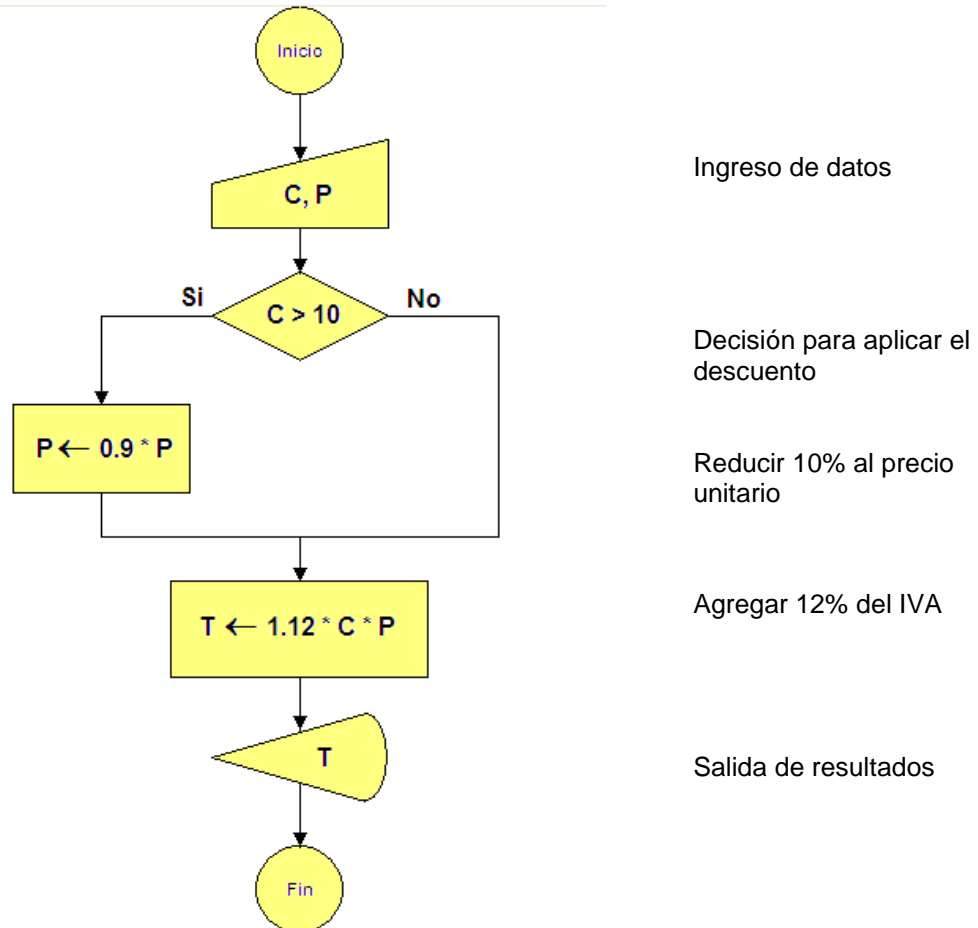 Inicio
Ingreso de datos
C, P
Si
No
C > 10
Decisión para aplicar el
descuento
P ← 0.9 * P
Reducir 10% al precio
unitario
Agregar 12% del IVA
T ← 1.12 * C * P
T
Salida de resultados
Fin